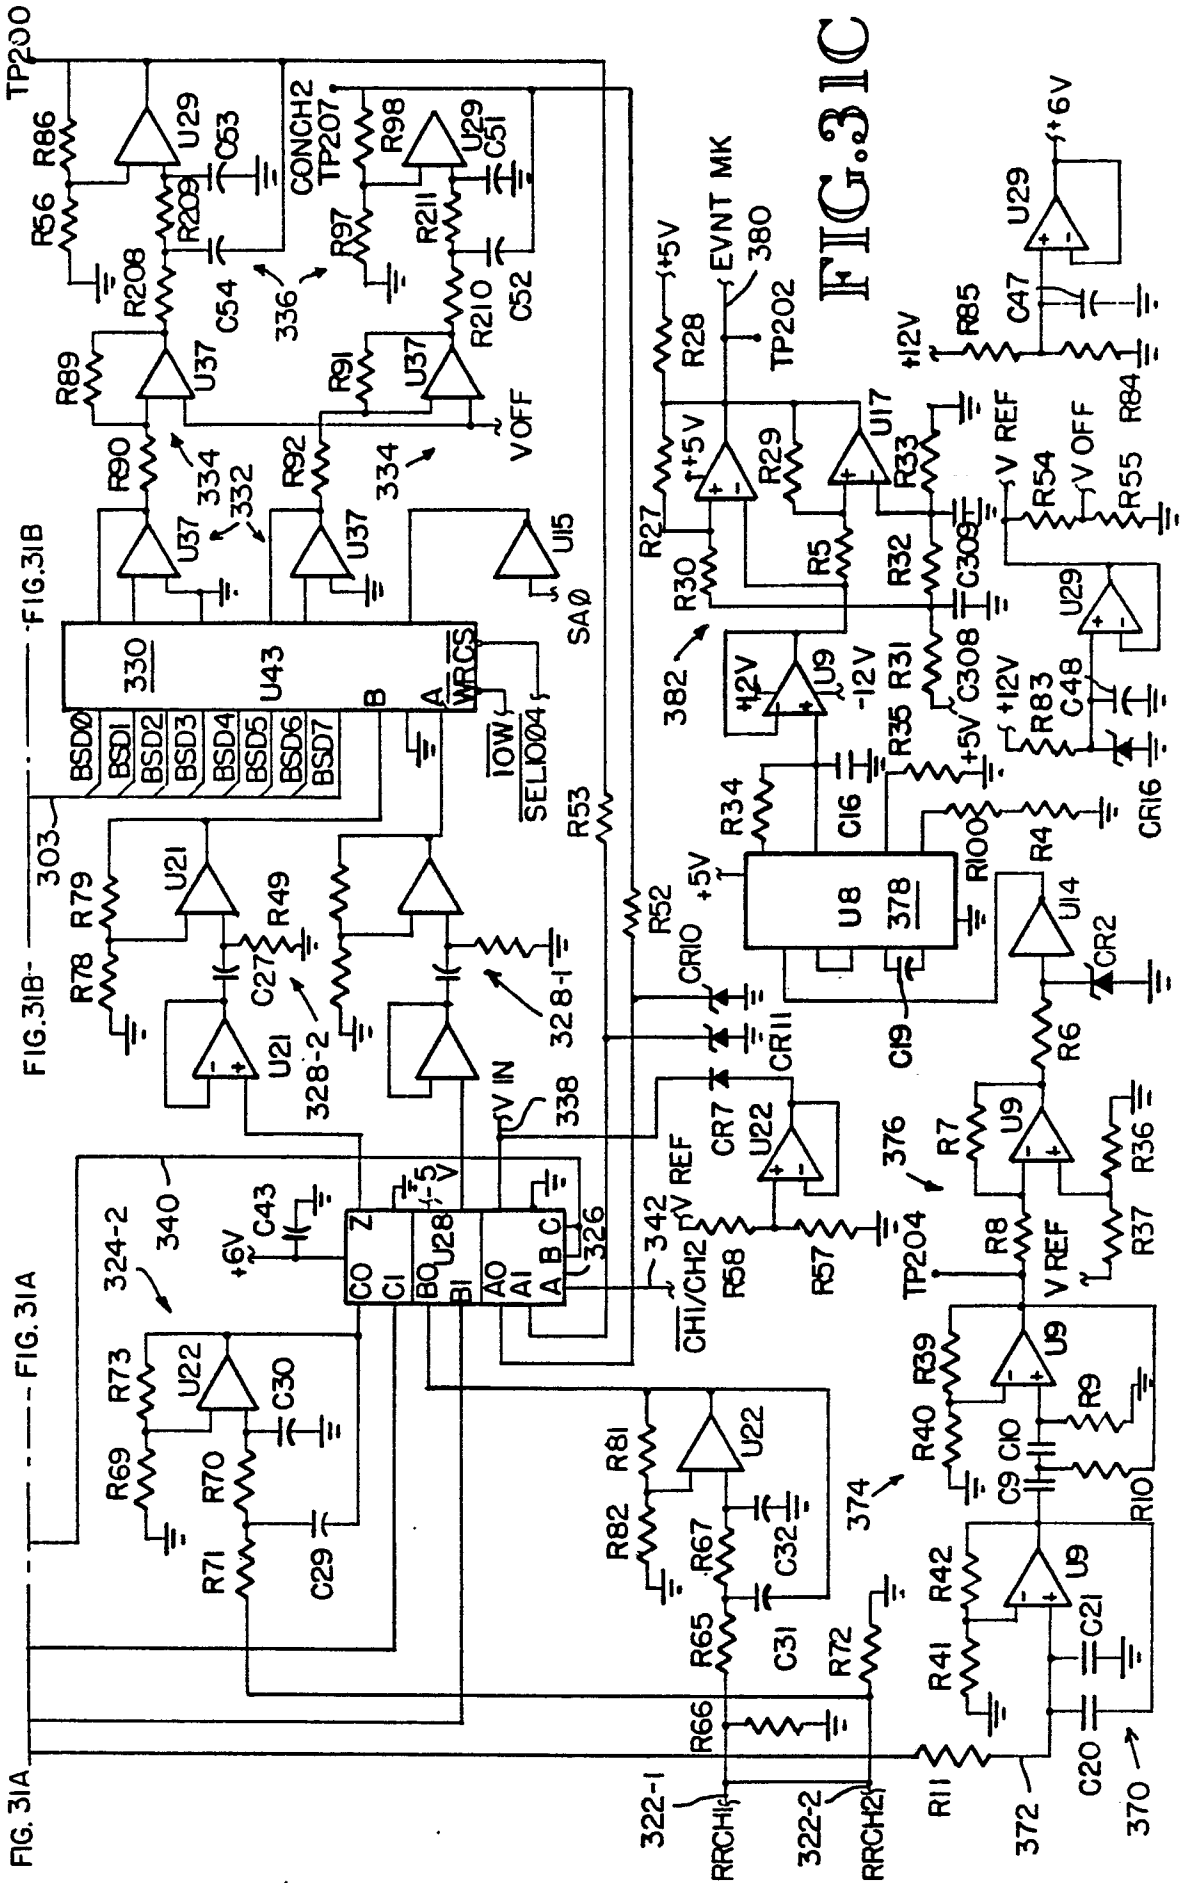 FIG. 31A
FIG. 31A
FIG. 31B
FIG. 31B
TP200
R86
R56
U29
C53
R209
R208
C54
336
R89
U37
R90
334
332
U37
CONCH2
TP207
R98
R97
U29
C51
R211
R210
C52
R91
U37
R92
334
V OFF
U37
U15
SAØ
330
U43
BSDØ
BSD1
BSD2
BSD3
BSD4
BSD5
BSD6
BSD7
B
A
WR
CS
IOW
SELIO04
303
R79
R78
U21
R49
C27
U21
328-2
328-1
340
324-2
+6V
C43
Z
CO
C1
BO
B1
AO
A1
A
B
C
U28
-5
V
V IN
338
326
342
CH1/CH2
R73
R69
U22
C30
R70
R71
C29
R53
R52
CR10
CR11
CR7
U22
V REF
R58
R57
R81
R82
U22
R67
C32
R65
C31
R66
R72
322-1
RRCH1
322-2
RRCH2
R11
372
C20
C21
370
R41
R42
U9
374
C9
C10
R9
R10
R40
R39
U9
TP204
376
R8
R7
U9
V REF
R37
R36
R6
CR2
U14
C19
U8
378
+5V
R34
C16
R35
R100
R4
+12V
U9
-12V
382
R31
+5V
C308
R30
R27
+5V
R28
+5V
EVNT MK
380
TP202
R29
R5
U17
R32
R33
C309
+12V
R83
C48
CR16
U29
V REF
R54
V OFF
R55
+12V
R85
R84
C47
U29
+6V
FIG.31C